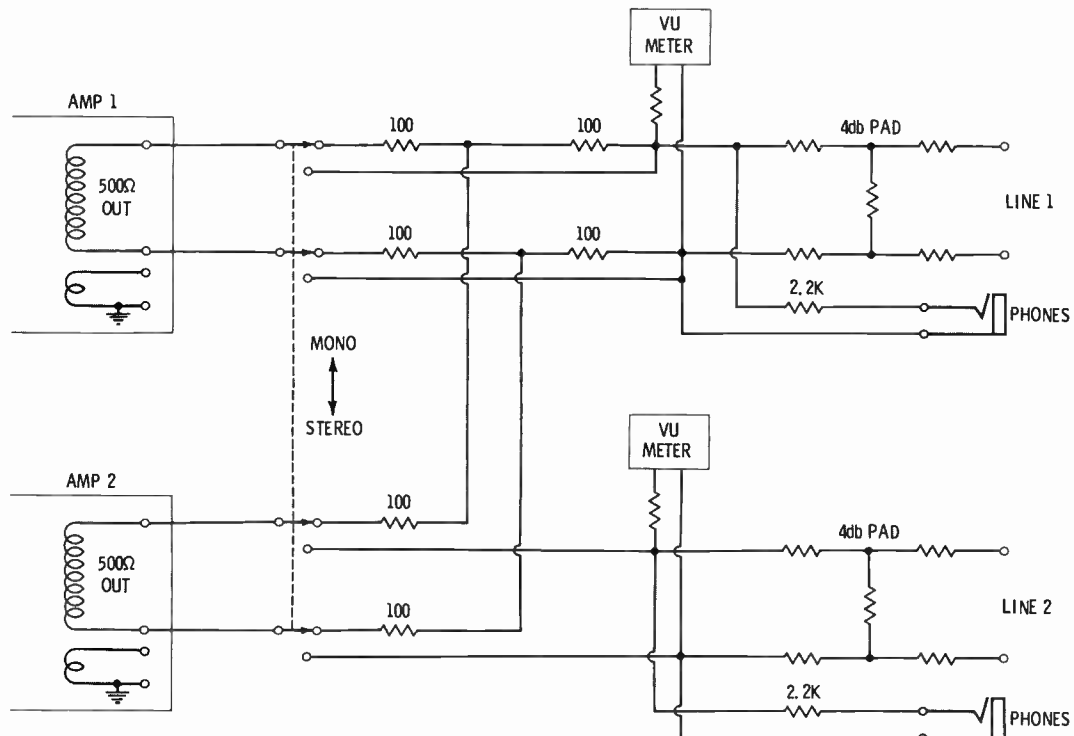 VU
METER
AMP 1
100
100
4db PAD
500Ω
OUT
LINE 1
100
100
2.2K
PHONES
MONO
STEREO
VU
METER
AMP 2
100
4db PAD
500Ω
OUT
LINE 2
100
2.2K
PHONES